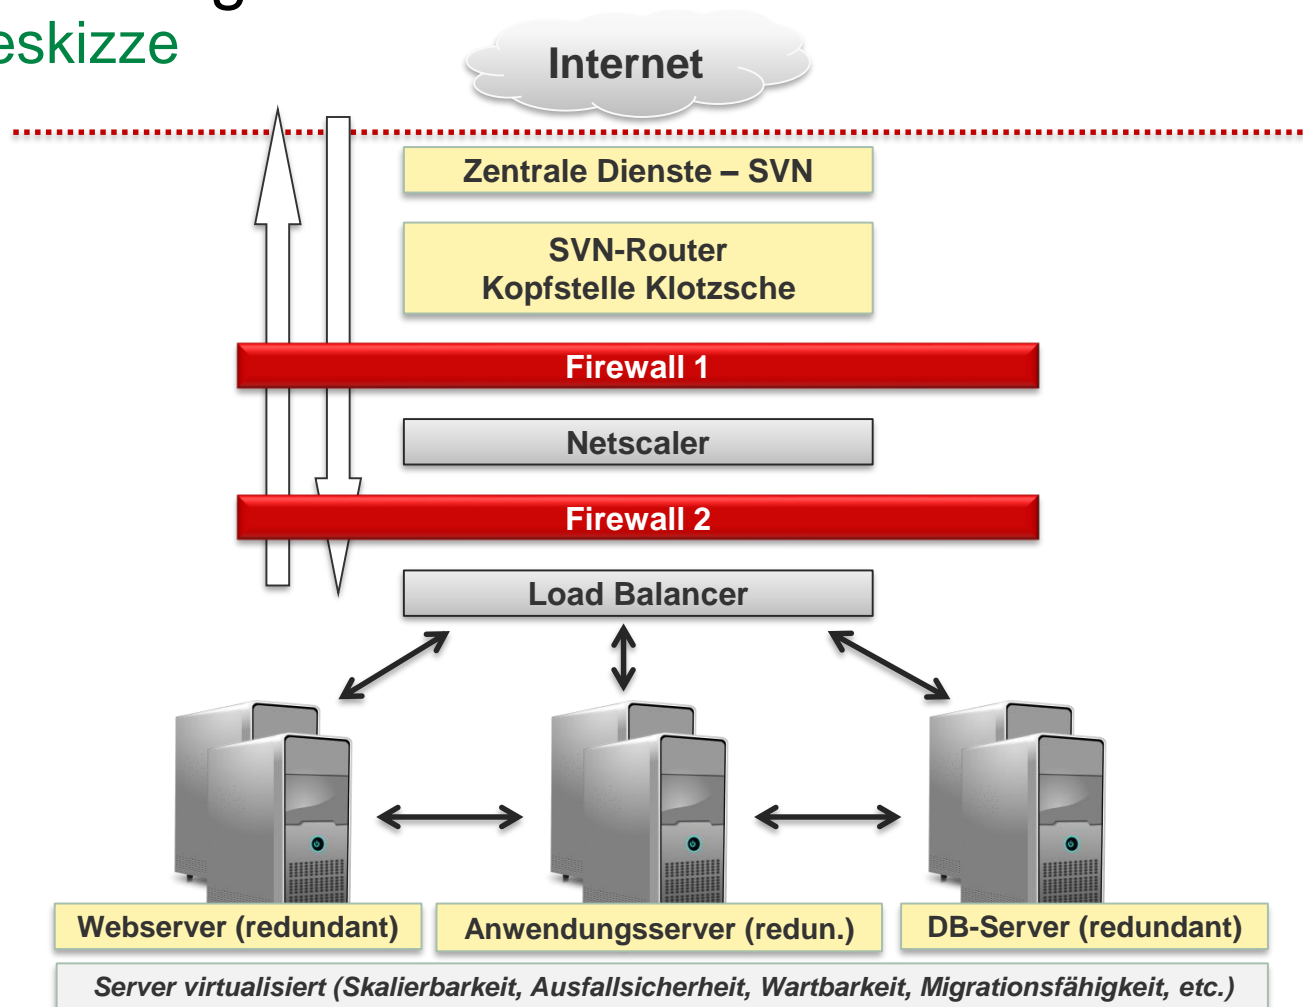 eskizze
Internet
Zentrale Dienste – SVN
SVN-Router
Kopfstelle Klotzsche
Firewall 1
Netscaler
Firewall 2
Load Balancer
Webserver (redundant)
Anwendungsserver (redun.)
DB-Server (redundant)
Server virtualisiert (Skalierbarkeit, Ausfallsicherheit, Wartbarkeit, Migrationsfähigkeit, etc.)